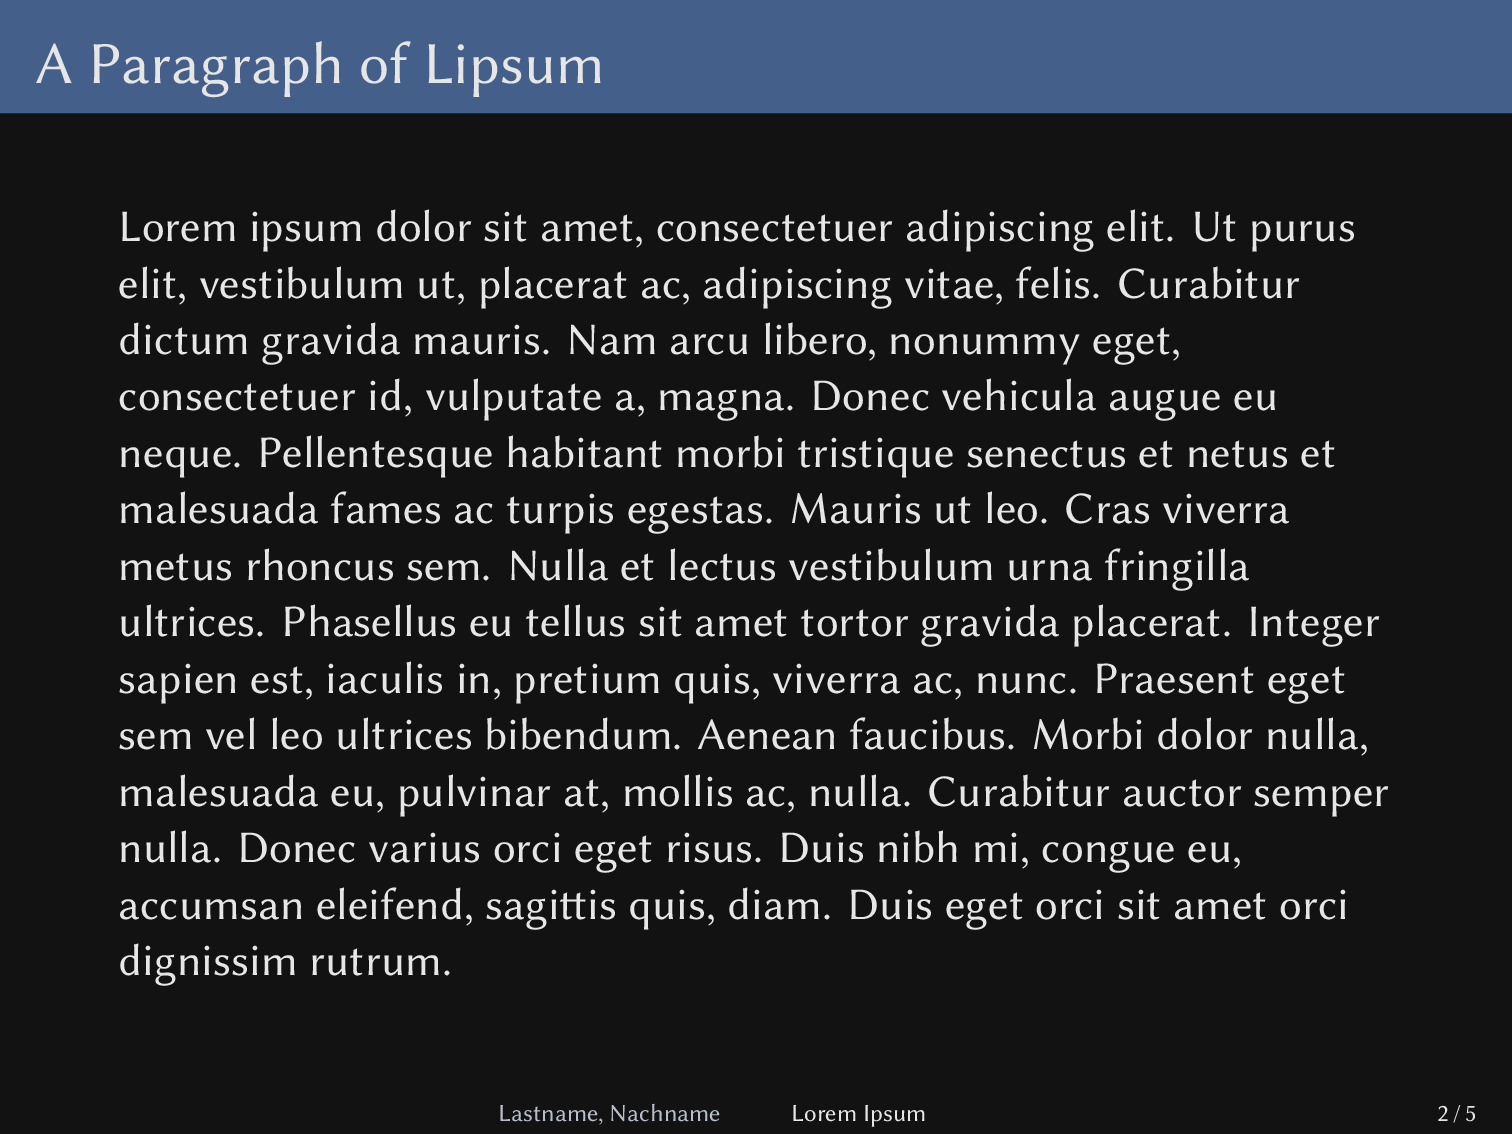 A Paragraph of Lipsum
Lorem ipsum dolor sit amet, consectetuer adipiscing elit. Ut purus
elit, vestibulum ut, placerat ac, adipiscing vitae, felis. Curabitur
dictum gravida mauris. Nam arcu libero, nonummy eget,
consectetuer id, vulputate a, magna. Donec vehicula augue eu
neque. Pellentesque habitant morbi tristique senectus et netus et
malesuada fames ac turpis egestas. Mauris ut leo. Cras viverra
metus rhoncus sem. Nulla et lectus vestibulum urna fringilla
ultrices. Phasellus eu tellus sit amet tortor gravida placerat. Integer
sapien est, iaculis in, pretium quis, viverra ac, nunc. Praesent eget
sem vel leo ultrices bibendum. Aenean faucibus. Morbi dolor nulla,
malesuada eu, pulvinar at, mollis ac, nulla. Curabitur auctor semper
nulla. Donec varius orci eget risus. Duis nibh mi, congue eu,
accumsan eleifend, sagittis quis, diam. Duis eget orci sit amet orci
dignissim rutrum.
Lastname, Nachname Lorem Ipsum 2 / 5